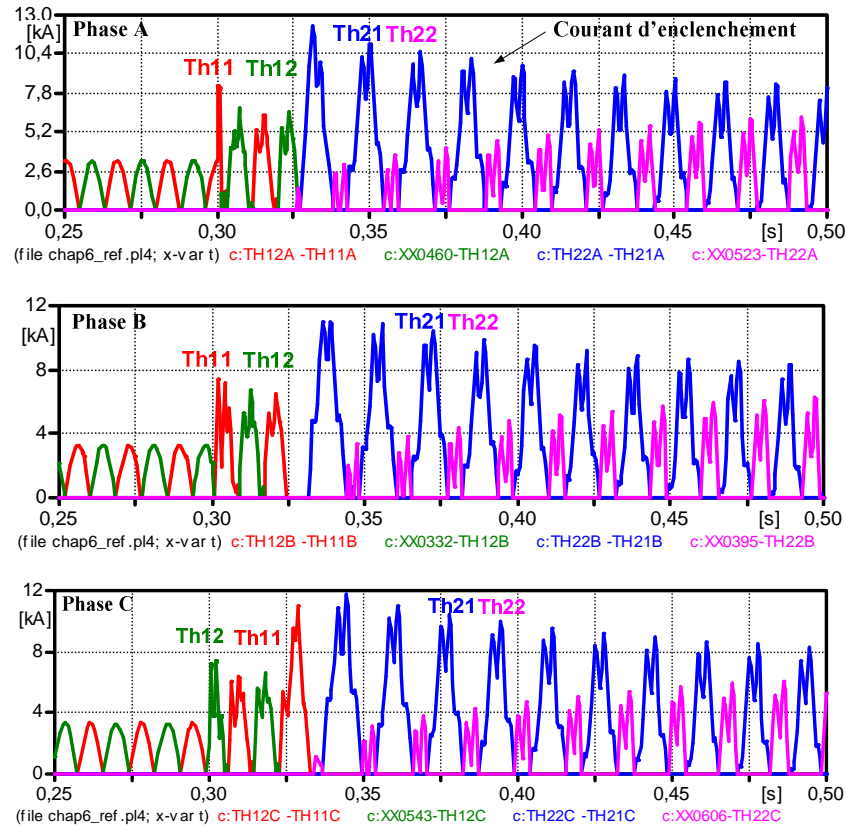 13.0
[kA]
Phase A
Th21
Th22
Courant d'enclenchement
10,4
Th11
Th12
7,8
5,2
2,6
0,0
0,25 0,30 0,35 0,40 0,45 [s] 0,50
(file chap6_ref.pl4; x-var t) c:TH12A -TH11A c:XX0460-TH12A c:TH22A -TH21A c:XX0523-TH22A
12
[kA]
Phase B
Th21
Th22
Th11
Th12
8
4
0
0,25 0,30 0,35 0,40 0,45 [s] 0,50
(file chap6_ref.pl4; x-var t) c:TH12B -TH11B c:XX0332-TH12B c:TH22B -TH21B c:XX0395-TH22B
12
[kA]
Phase C
Th21
Th22
Th12
Th11
8
4
0
0,25 0,30 0,35 0,40 0,45 [s] 0,50
(file chap6_ref.pl4; x-var t) c:TH12C -TH11C c:XX0543-TH12C c:TH22C -TH21C c:XX0606-TH22C